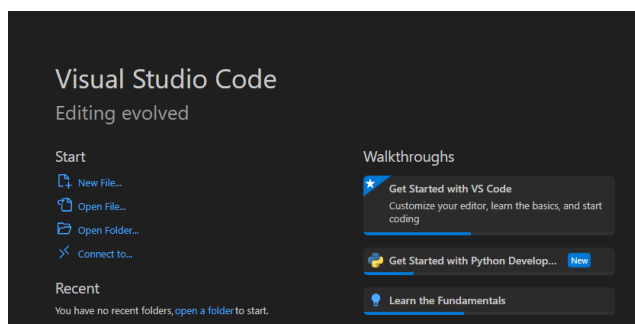 Visual Studio Code
Editing evolved
Start
New File...
Open File...
Open Folder...
Connect to...
Recent
You have no recent folders, open a folder to start.
Walkthroughs
Get Started with VS Code
Customize your editor, learn the basics, and start
coding
Get Started with Python Develop... New
Learn the Fundamentals